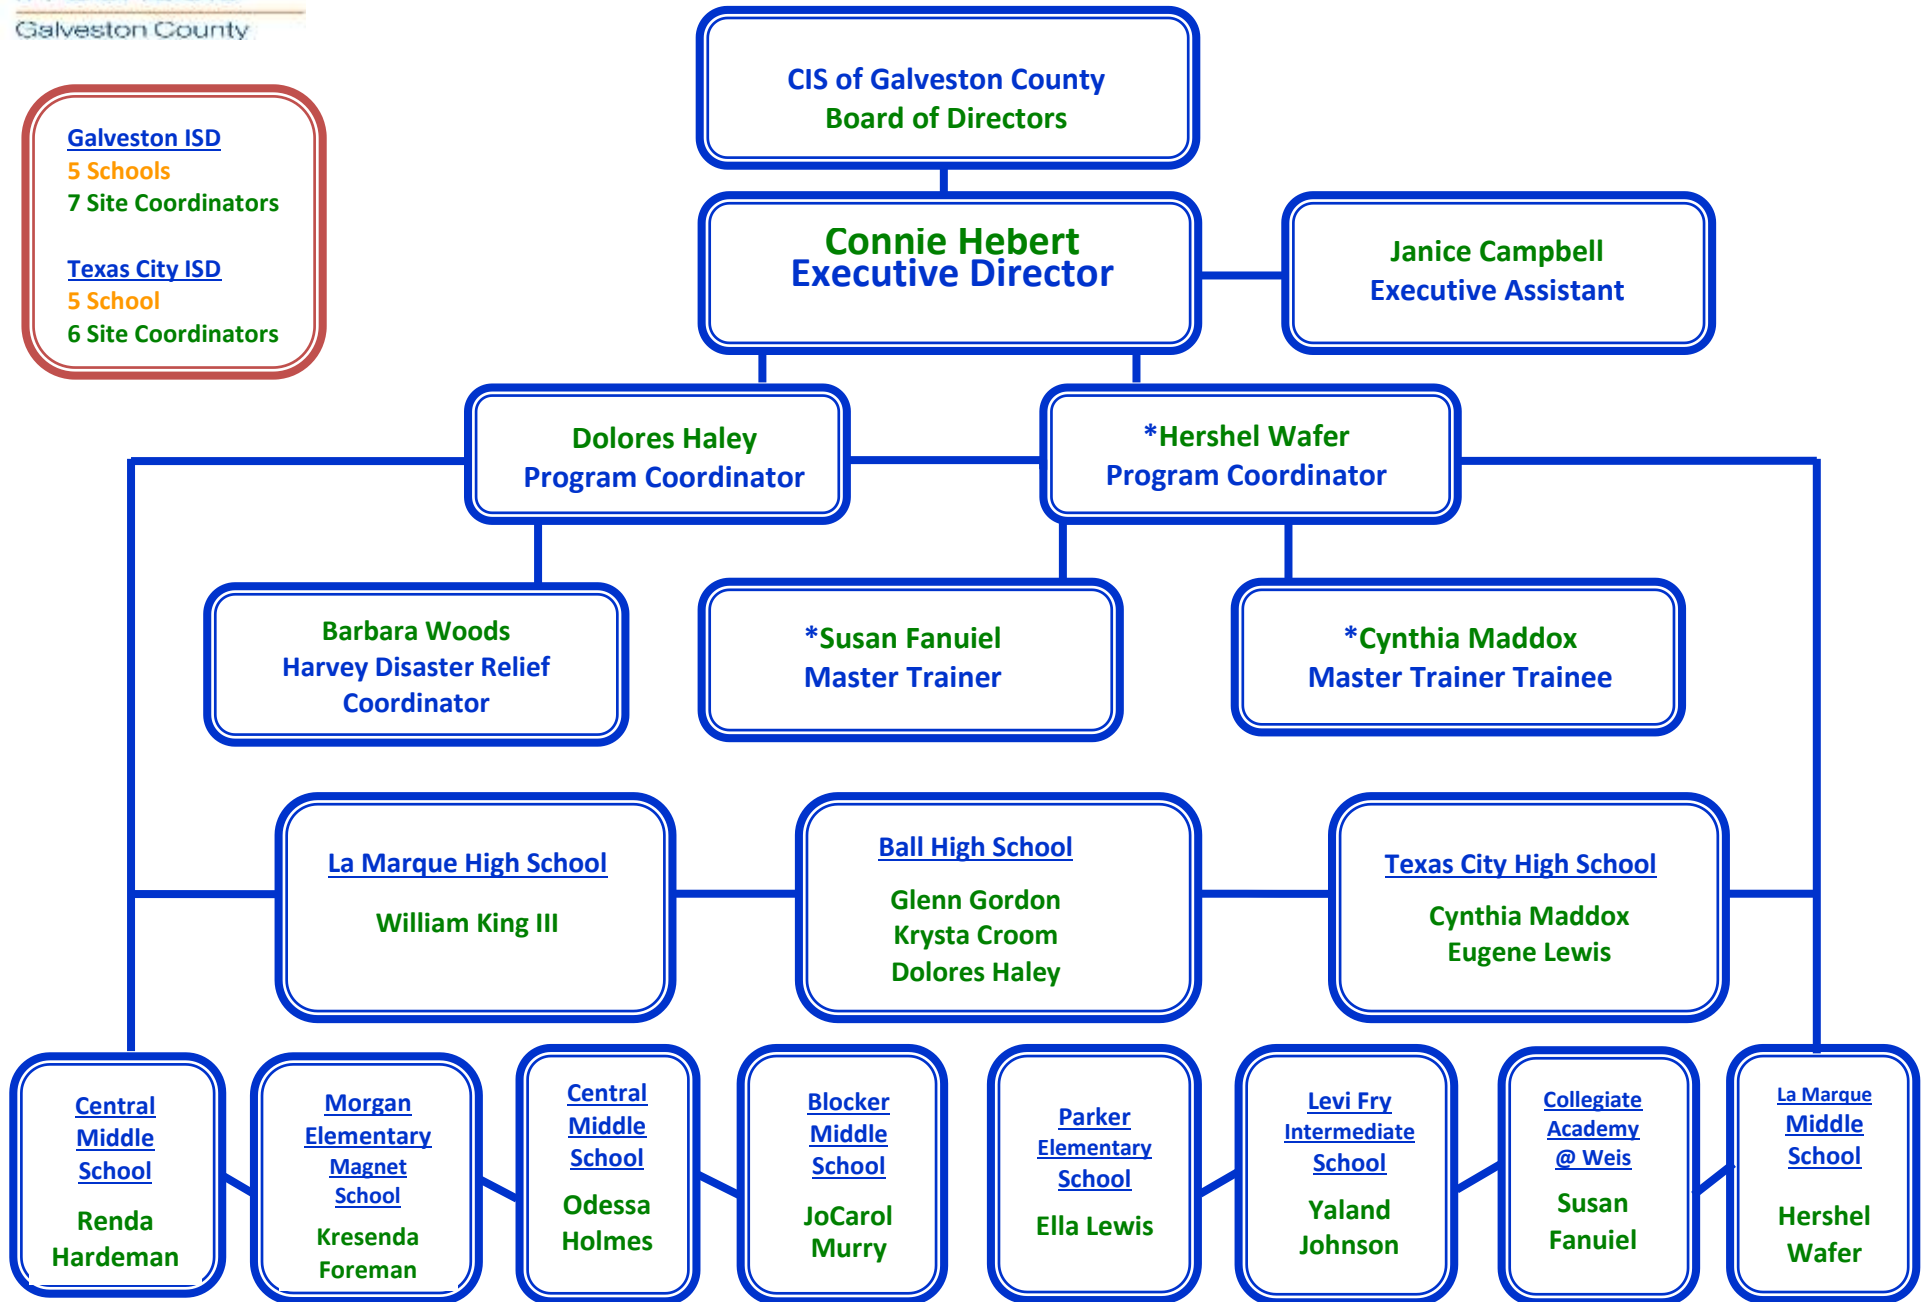 Galveston County
Galveston ISD
5 Schools
7 Site Coordinators
Texas City ISD
5 School
6 Site Coordinators
CIS of Galveston County
Board of Directors
Connie Hebert
Executive Director
Janice Campbell
Executive Assistant
Dolores Haley
Program Coordinator
*Hershel Wafer
Program Coordinator
Barbara Woods
Harvey Disaster Relief
Coordinator
*Susan Fanuiel
Master Trainer
*Cynthia Maddox
Master Trainer Trainee
La Marque High School
William King III
Ball High School
Glenn Gordon
Krysta Croom
Dolores Haley
Texas City High School
Cynthia Maddox
Eugene Lewis
Central
Middle
School
Renda
Hardeman
Morgan
Elementary
Magnet
School
Kresenda
Foreman
Central
Middle
School
Odessa
Holmes
Blocker
Middle
School
JoCarol
Murry
Parker
Elementary
School
Ella Lewis
Levi Fry
Intermediate
School
Yaland
Johnson
Collegiate
Academy
@ Weis
Susan
Fanuiel
La Marque
Middle
School
Hershel
Wafer